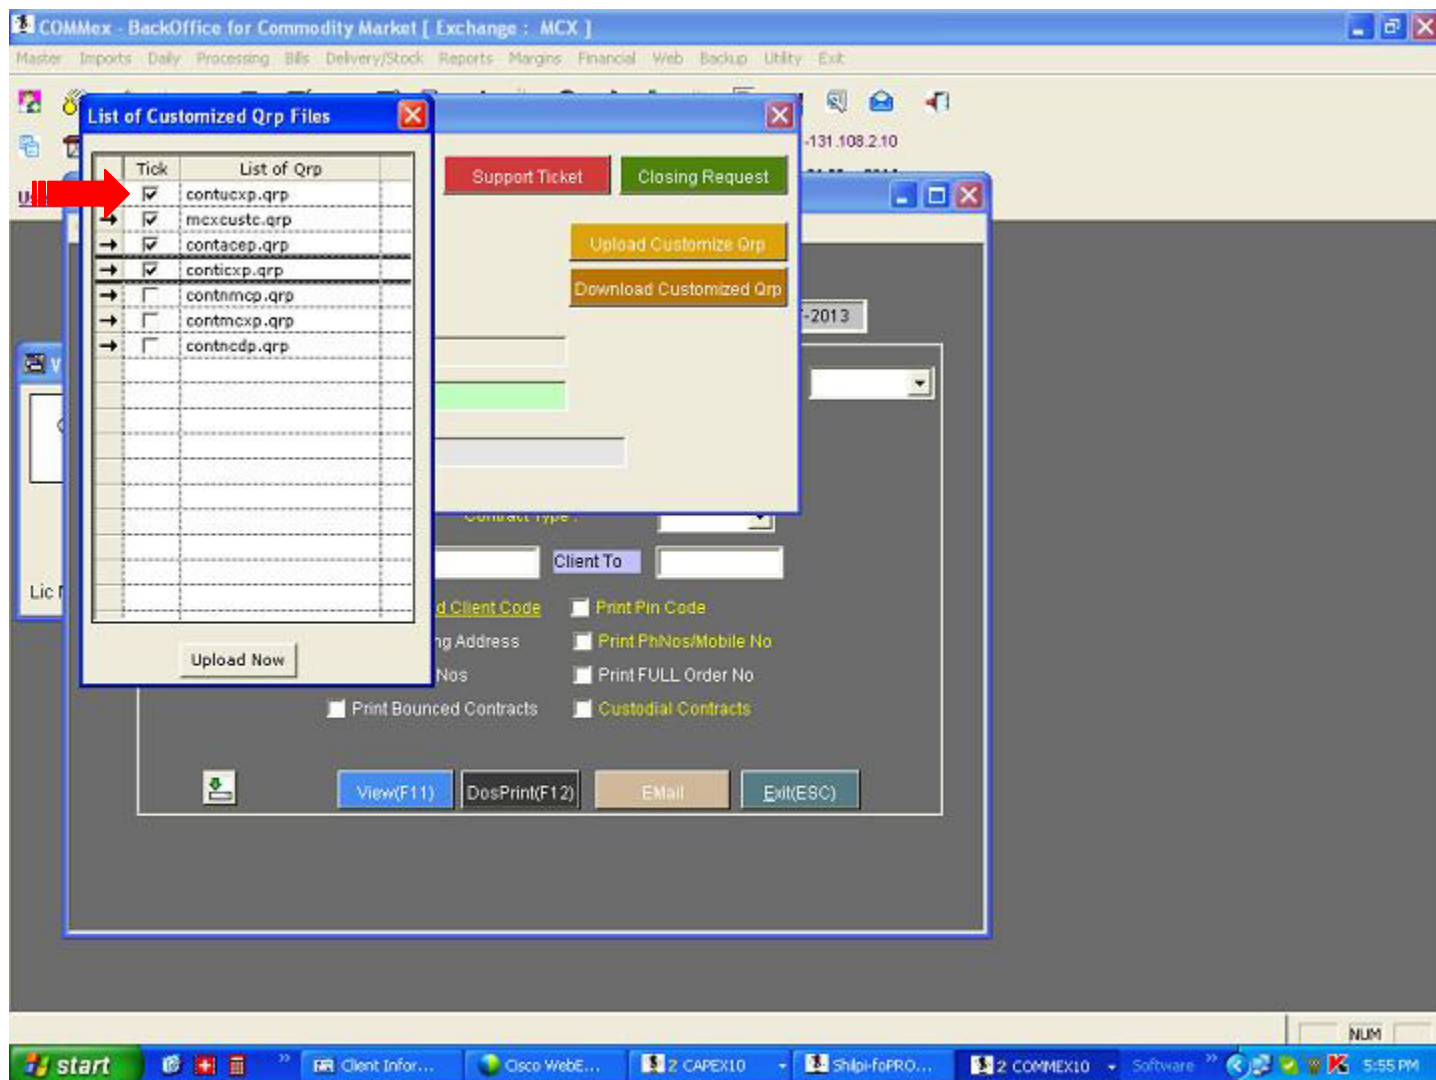 COMMex - BackOffice for Commodity Market [ Exchange : MCX ]
Master Imports Daily Processing Bills Delivery/Stock Reports Margins Financial Web Backup Utility Exit
List of Customized Qrp Files
-131.108.2.10
Tick List of Qrp
Support Ticket Closing Request
contucxp.qrp
mcxcustc.qrp
contacep.qrp
Upload Customize Qrp
conticxp.qrp
Download Customized Qrp
contnmcp.qrp
contmcxp.qrp
-2013
contncdp.qrp
V
Contract Type :
Client To
Lic
d Client Code Print Pin Code
ng Address Print PhNos/Mobile No
Upload Now
Nos Print FULL Order No
Print Bounced Contracts Custodial Contracts
View(F11) DosPrint(F12) EMail Exit(ESC)
NUM
start Client Infor... Cisco WebE... 2 CAPEX10 Shilpi-foPRO... 2 COMMEX10 Software 5:55 PM